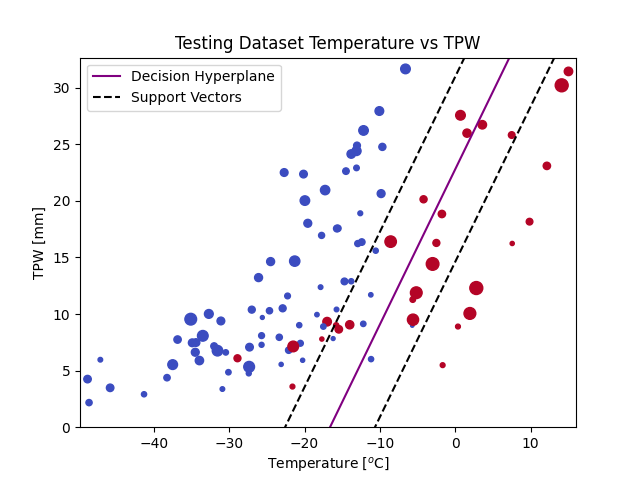 Testing Dataset Temperature vs TPW
Decision Hyperplane
Support Vectors
30
25
20
15
10
5
0
TPW [mm]
−40 −30 −20 −10 0 10
Temperature [°C]